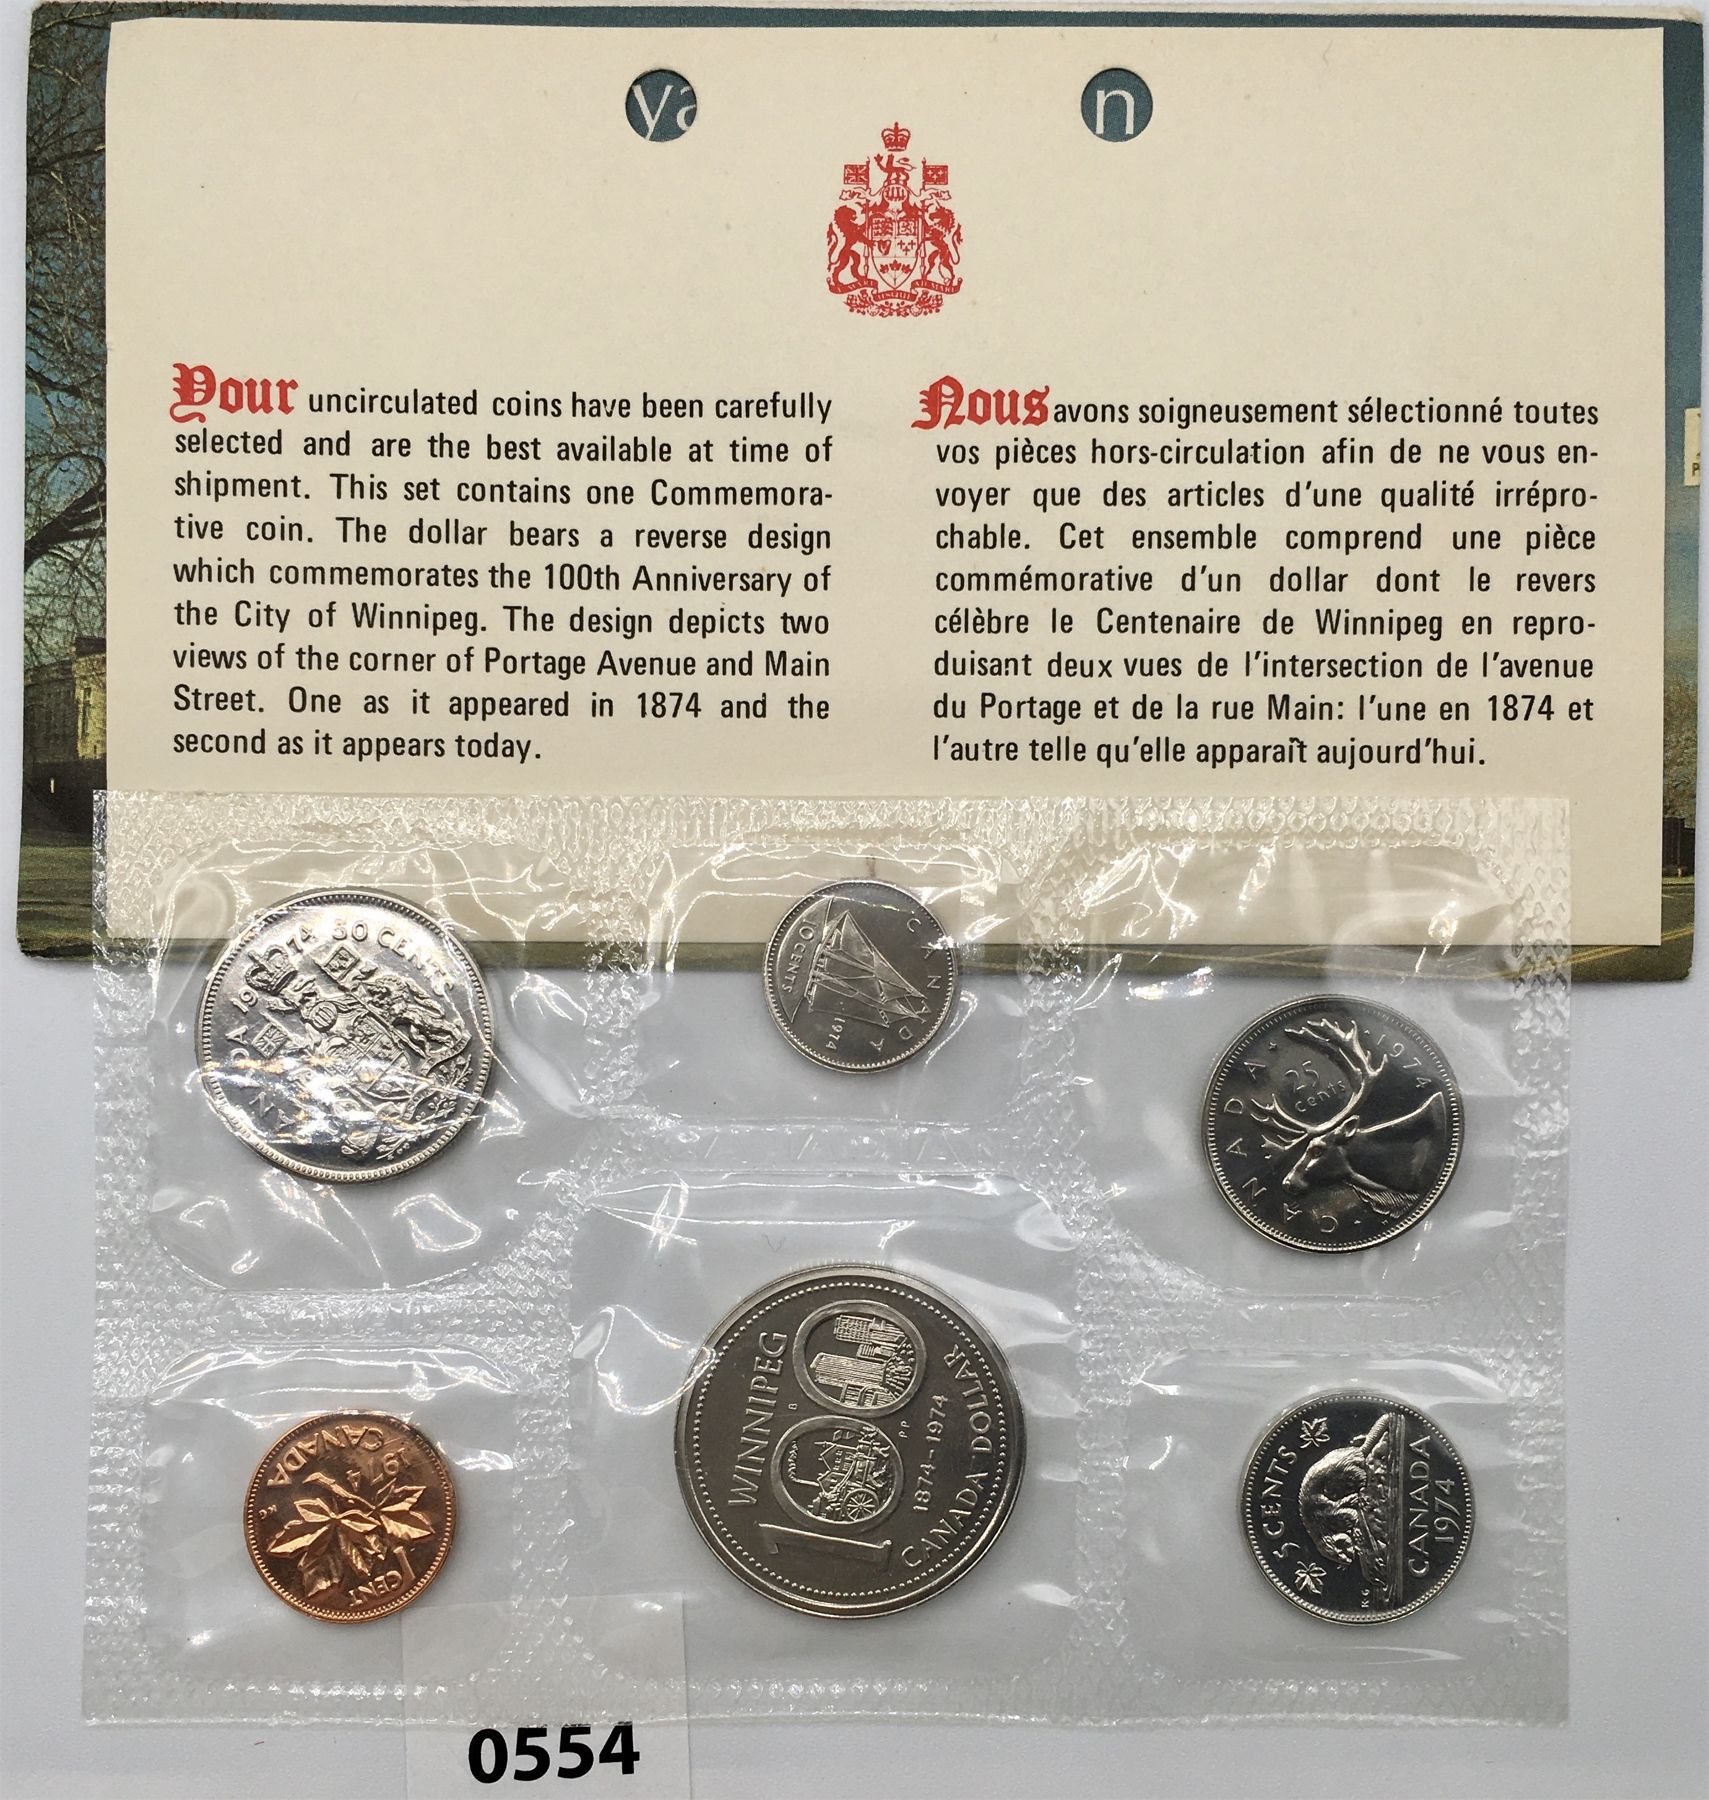 ya
n
Your uncirculated coins have been carefully
selected and are the best available at time of
shipment. This set contains one Commemora-
tive coin. The dollar bears a reverse design
which commemorates the 100th Anniversary of
the City of Winnipeg. The design depicts two
views of the corner of Portage Avenue and Main
Street. One as it appeared in 1874 and the
second as it appears today.
Nous avons soigneusement sélectionné toutes
vos pièces hors-circulation afin de ne vous en-
voyer que des articles d'une qualité irrépro-
chable. Cet ensemble comprend une pièce
commémorative d'un dollar dont le revers
célèbre le Centenaire de Winnipeg en repro-
duisant deux vues de l'intersection de l'avenue
du Portage et de la rue Main: l'une en 1874 et
l'autre telle qu'elle apparaît aujourd'hui.
CANADA 1974 50 CENTS
CANADA
10 CENTS
1974
CANADA 1974
25
cents
CANADA
1974
1
CENT
WINNIPEG
100
B
PP
1874-1974
CANADA DOLLAR
5 CENTS
KG
CANADA
1974
0554